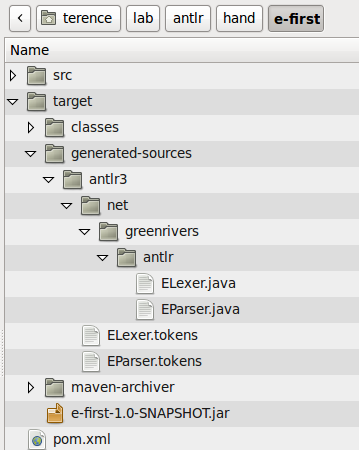 terence lab antlr hand e-first
Name
src
target
classes
generated-sources
antlr3
net
greenrivers
antlr
ELexer.java
EParser.java
ELexer.tokens
EParser.tokens
maven-archiver
e-first-1.0-SNAPSHOT.jar
pom.xml